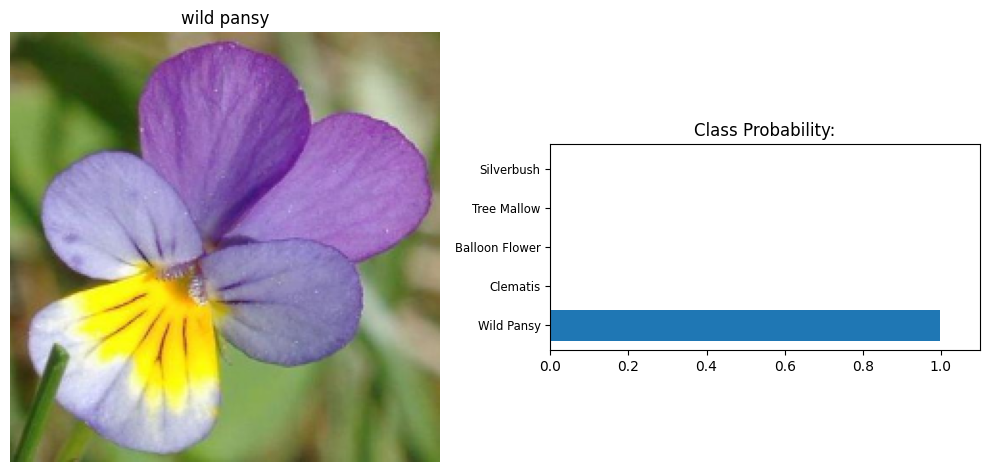 wild pansy
Class Probability:
Silverbush
Tree Mallow
Balloon Flower
Clematis
Wild Pansy
0.0 0.2 0.4 0.6 0.8 1.0